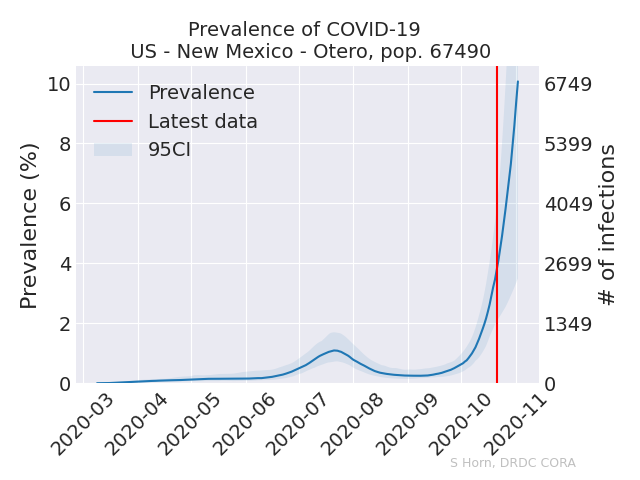 Prevalence of COVID-19
US - New Mexico - Otero, pop. 67490
Prevalence
Latest data
95CI
Prevalence (%)
10
8
6
4
2
0
6749
5399
4049
2699
1349
0
# of infections
2020-03
2020-04
2020-05
2020-06
2020-07
2020-08
2020-09
2020-10
2020-11
S Horn, DRDC CORA